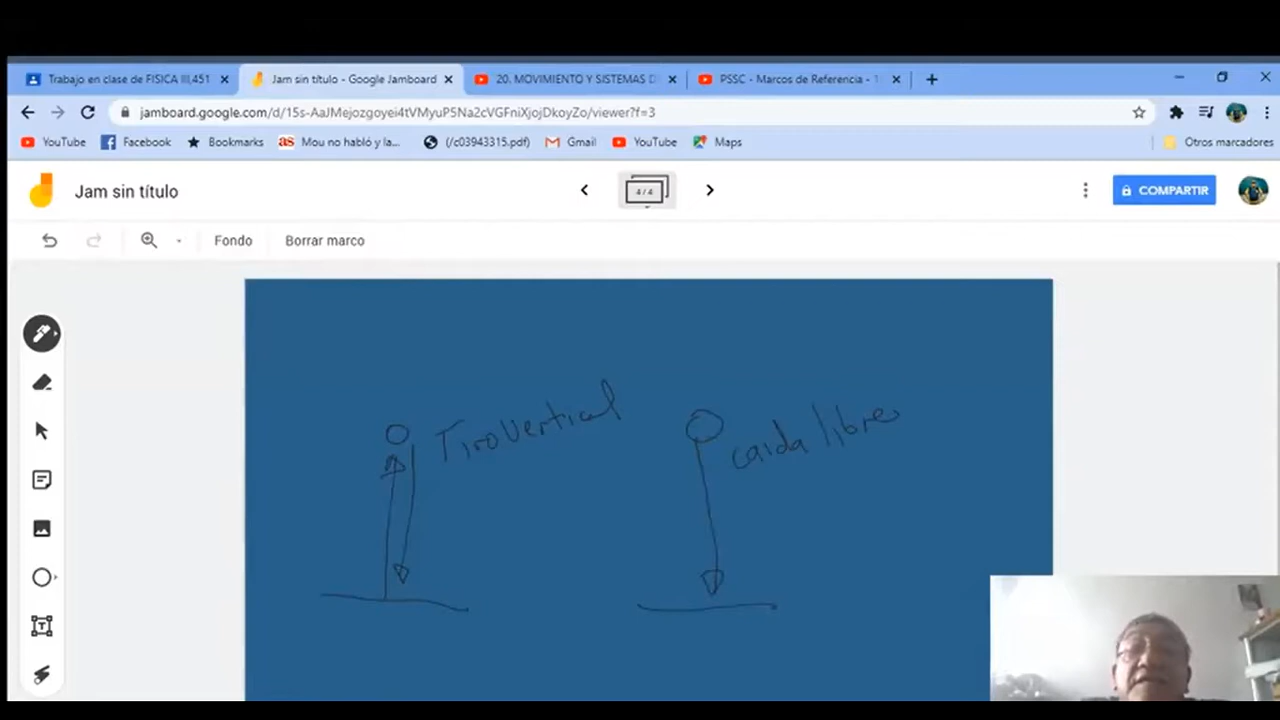 Trabajo en clase de FISICA III,451
Jam sin título - Google Jamboard
20. MOVIMIENTO Y SISTEMAS D
PSSC - Marcos de Referencia - 1
jamboard.google.com/d/15s-AaJMejozgoyei4tVMyuP5Na2cVGFniXjojDkoyZo/viewer?f=3
YouTube
Facebook
Bookmarks
as Mou no habló y la...
(/c03943315.pdf)
Gmail
YouTube
Maps
Otros marcadores
Jam sin título
4 / 4
COMPARTIR
Fondo
Borrar marco
Tiro Vertical
caida libre